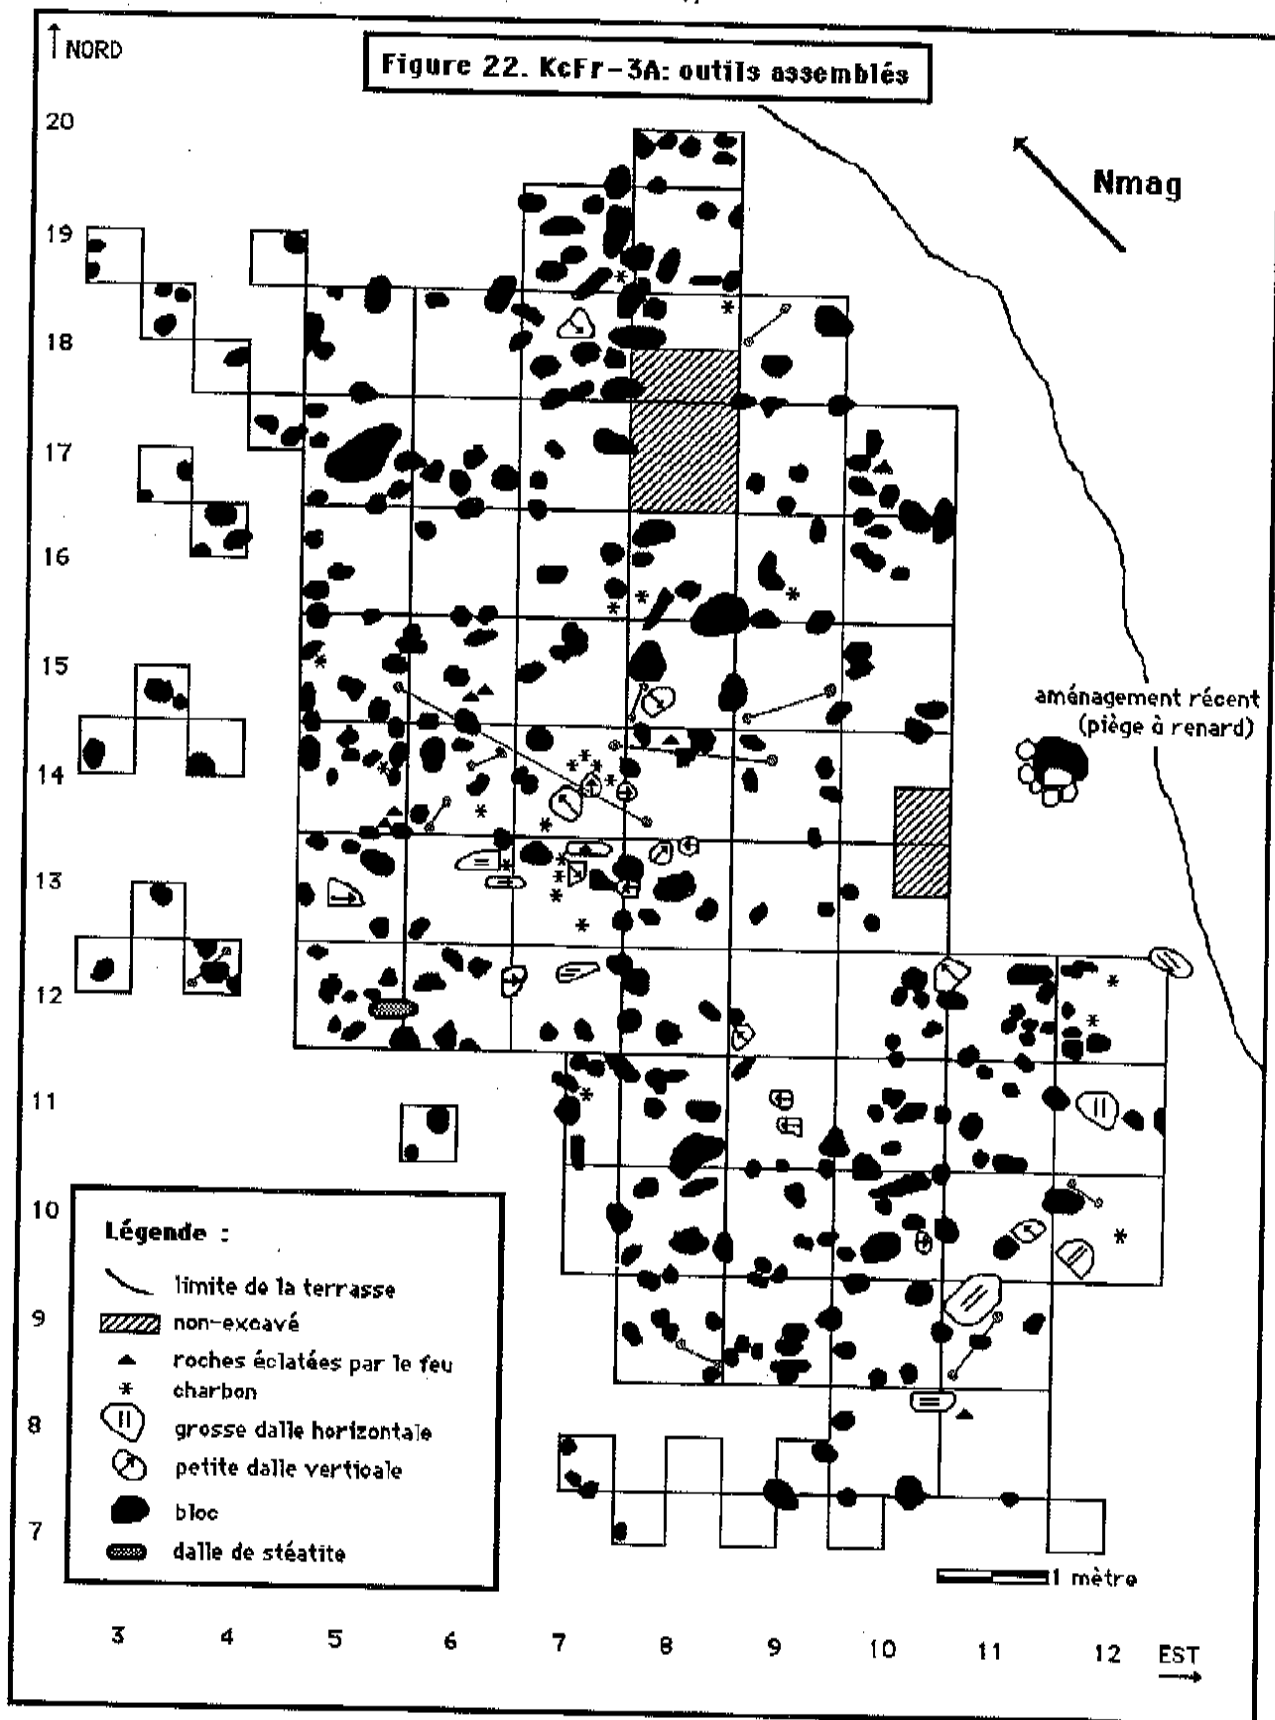 NORD
Figure 22. KcFr-3A: outils assemblés
20
Nmag
19
18
17
16
15
aménagement récent
(piège à renard)
14
13
12
11
10
Légende :
limite de la terrasse
9
non-excavé
roches éclatées par le feu
charbon
8
grosse dalle horizontale
petite dalle verticale
bloc
7
dalle de stéatite
1 mètre
3 4 5 6 7 8 9 10 11 12 EST